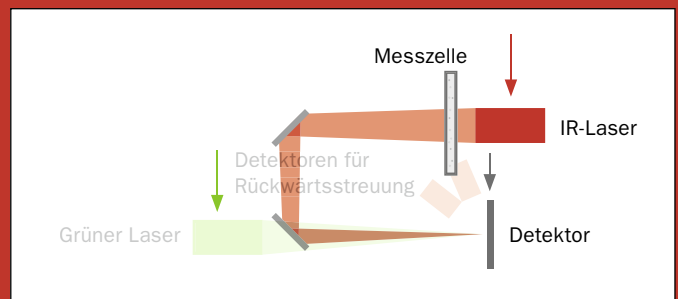 Messzelle
IR-Laser
Detektoren für
Rückwärtsstreuung
Grüner Laser
Detektor